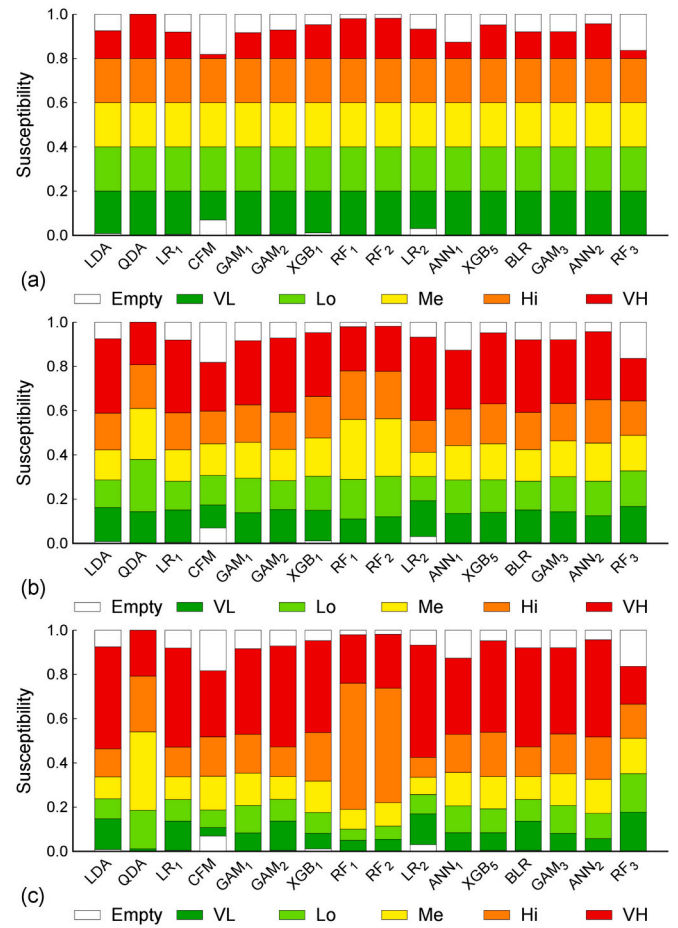 1.0
0.8
0.6
0.4
0.2
0.0
Susceptibility
LDA QDA LR1 CFM GAM1 GAM2 XGB1 RF1 RF2 LR2 ANN1 XGB5 BLR GAM3 ANN2 RF3
(a)
Empty VL Lo Me Hi VH
1.0
0.8
0.6
0.4
0.2
0.0
Susceptibility
LDA QDA LR1 CFM GAM1 GAM2 XGB1 RF1 RF2 LR2 ANN1 XGB5 BLR GAM3 ANN2 RF3
(b)
Empty VL Lo Me Hi VH
1.0
0.8
0.6
0.4
0.2
0.0
Susceptibility
LDA QDA LR1 CFM GAM1 GAM2 XGB1 RF1 RF2 LR2 ANN1 XGB5 BLR GAM3 ANN2 RF3
(c)
Empty VL Lo Me Hi VH